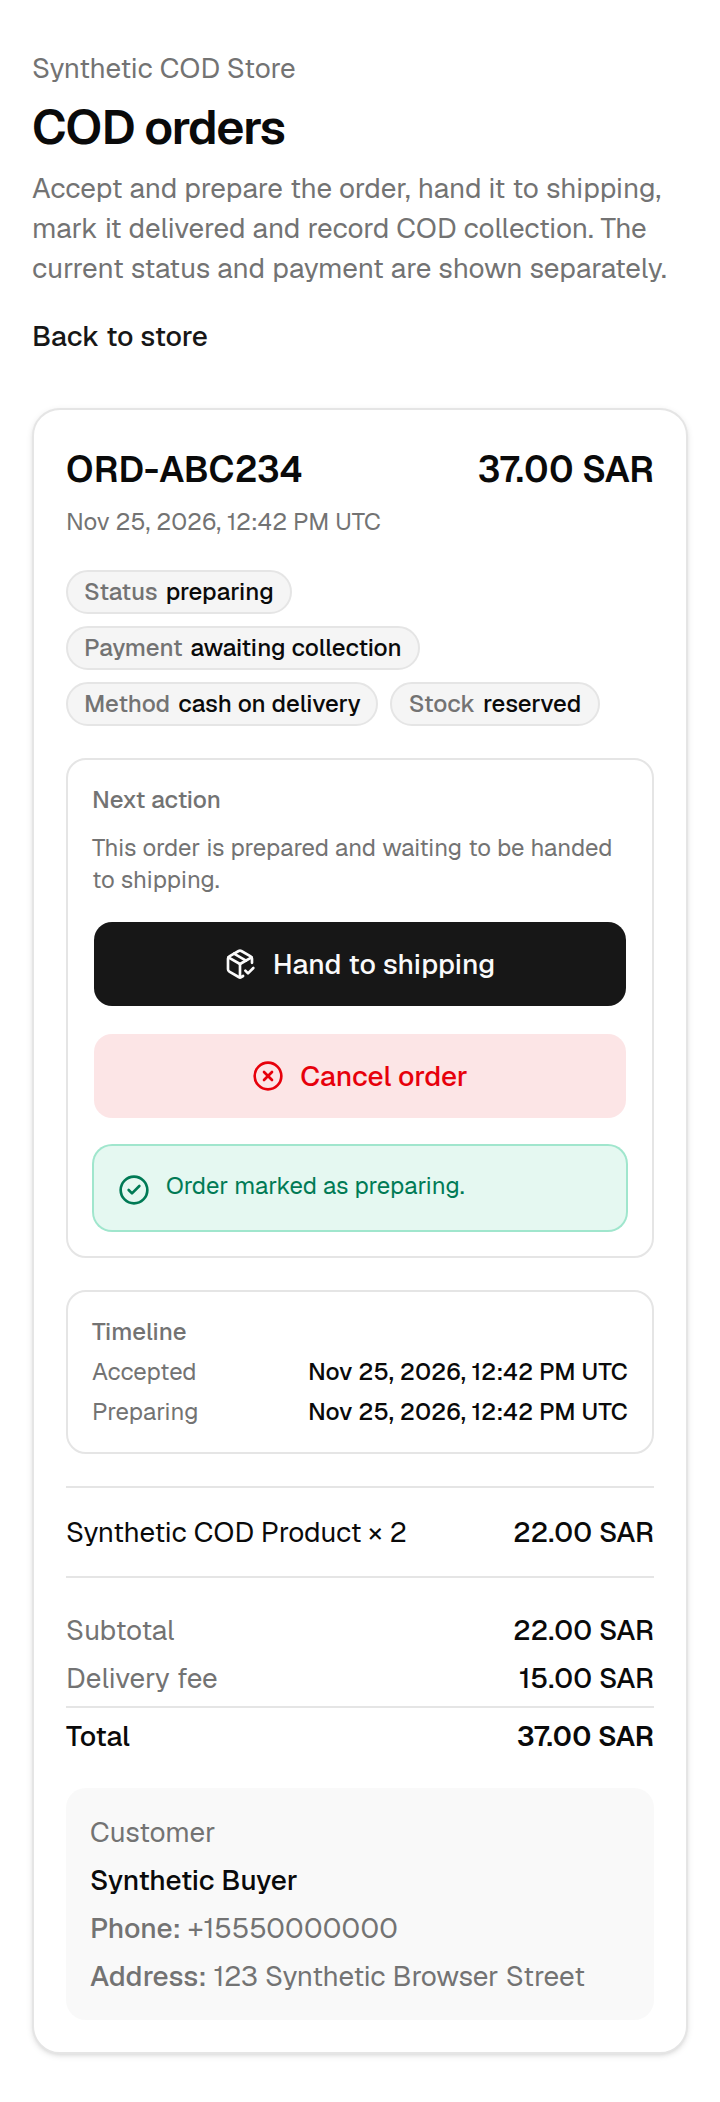 Synthetic COD Store
COD orders
Accept and prepare the order, hand it to shipping,
mark it delivered and record COD collection. The
current status and payment are shown separately.
Back to store
ORD-ABC234 37.00 SAR
Nov 25, 2026, 12:42 PM UTC
Status preparing
Payment awaiting collection
Method cash on delivery Stock reserved
Next action
This order is prepared and waiting to be handed
to shipping.
Hand to shipping
Cancel order
Order marked as preparing.
Timeline
Accepted Nov 25, 2026, 12:42 PM UTC
Preparing Nov 25, 2026, 12:42 PM UTC
Synthetic COD Product × 2 22.00 SAR
Subtotal 22.00 SAR
Delivery fee 15.00 SAR
Total 37.00 SAR
Customer
Synthetic Buyer
Phone: +15550000000
Address: 123 Synthetic Browser Street